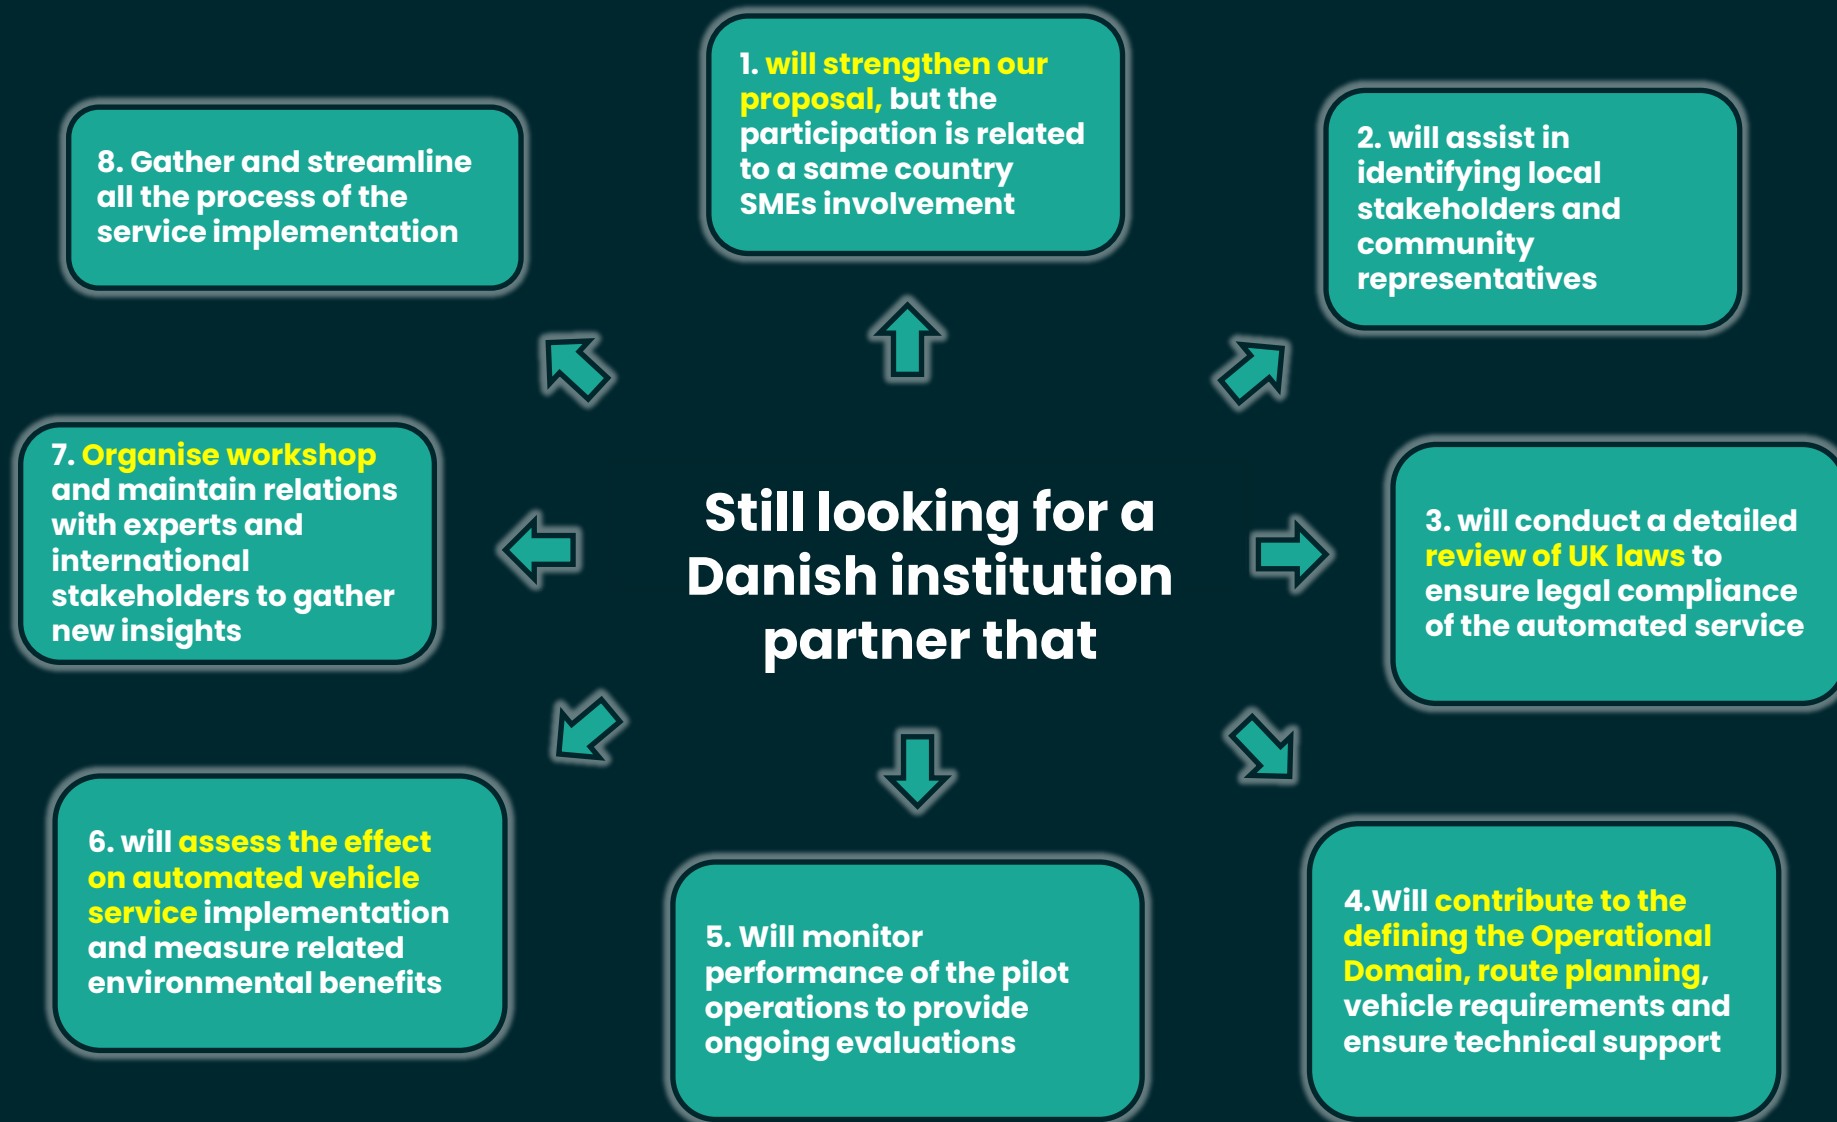 Still looking for a
Danish institution
partner that
1. will strengthen our
proposal, but the
participation is related
to a same country
SMEs involvement
2. will assist in
identifying local
stakeholders and
community
representatives
3. will conduct a detailed
review of UK laws to
ensure legal compliance
of the automated service
4.Will contribute to the
defining the Operational
Domain, route planning,
vehicle requirements and
ensure technical support
5. Will monitor
performance of the pilot
operations to provide
ongoing evaluations
6. will assess the effect
on automated vehicle
service implementation
and measure related
environmental benefits
7. Organise workshop
and maintain relations
with experts and
international
stakeholders to gather
new insights
8. Gather and streamline
all the process of the
service implementation